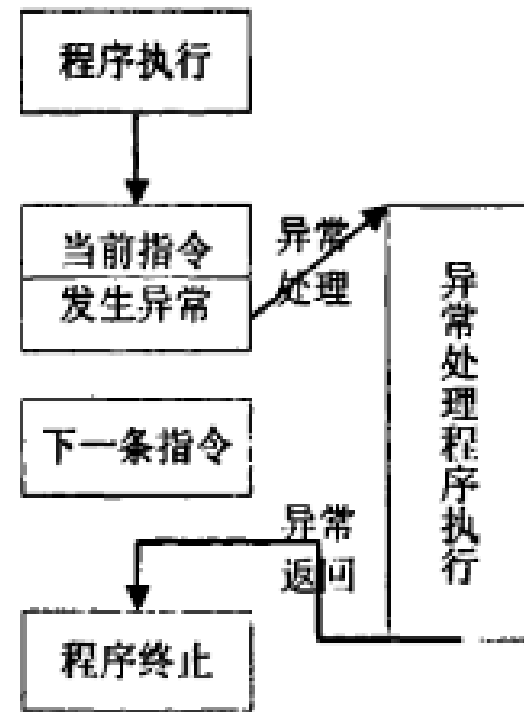 程序执行
当前指令
发生异常
异常
处理
异常处理程序执行
下一条指令
异常
返回
程序终止